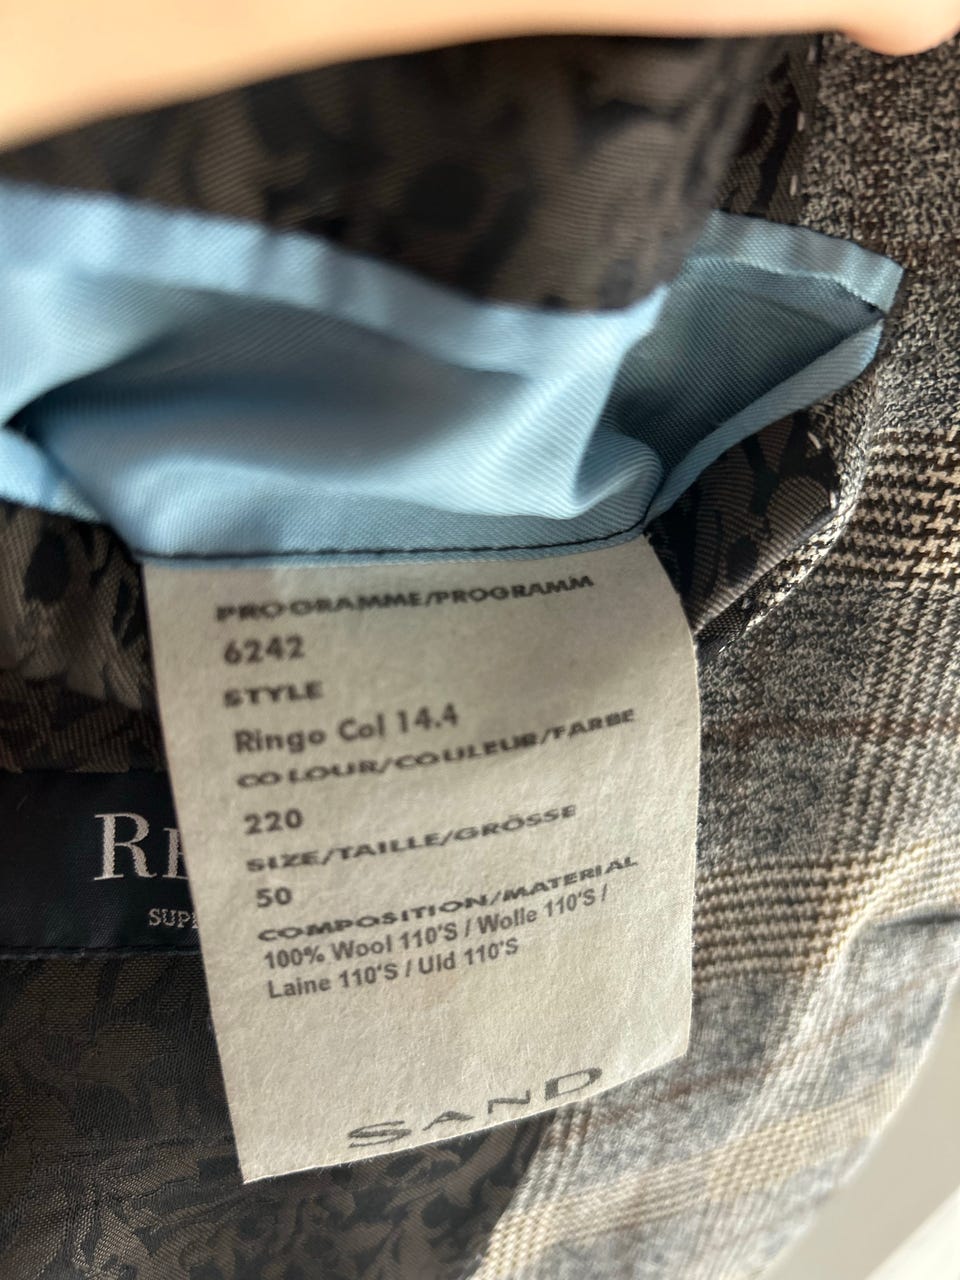 PROGRAMME/PROGRAMM
6242
STYLE
Ringo Col 14.4
COLOUR/COULEUR/FARBE
220
SIZE/TAILLE/GRÖSSE
50
COMPOSITION/MATERIAL
100% Wool 110'S / Wolle 110'S /
Laine 110'S / Uld 110'S
SAND